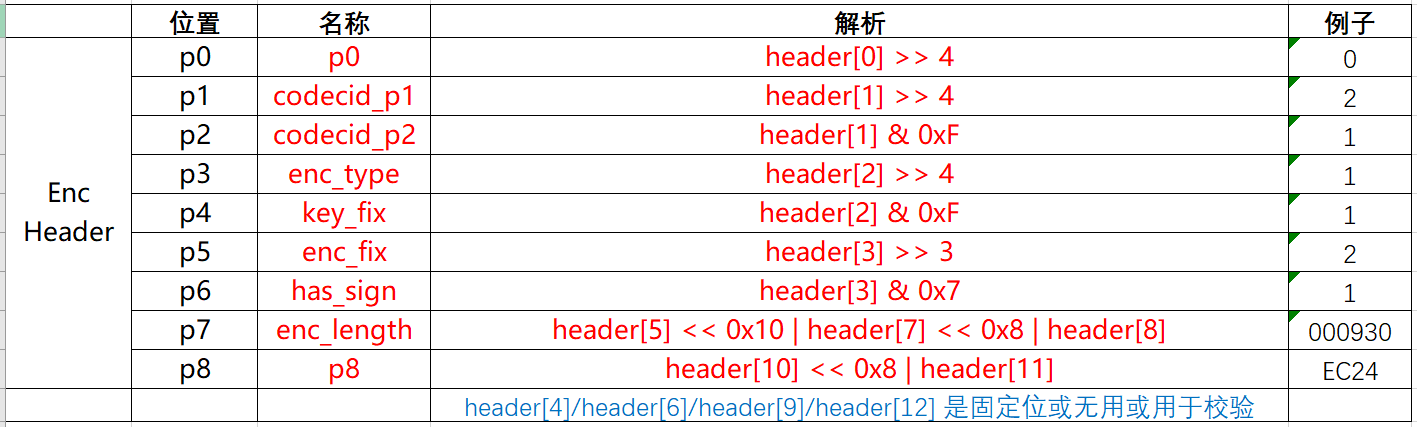 位置 名称 解析 例子
Enc Header
p0 p0 header[0] >> 4 0
p1 codecid_p1 header[1] >> 4 2
p2 codecid_p2 header[1] & 0xF 1
p3 enc_type header[2] >> 4 1
p4 key_fix header[2] & 0xF 1
p5 enc_fix header[3] >> 3 2
p6 has_sign header[3] & 0x7 1
p7 enc_length header[5] << 0x10 | header[7] << 0x8 | header[8] 000930
p8 p8 header[10] << 0x8 | header[11] EC24
header[4]/header[6]/header[9]/header[12] 是固定位或无用或用于校验